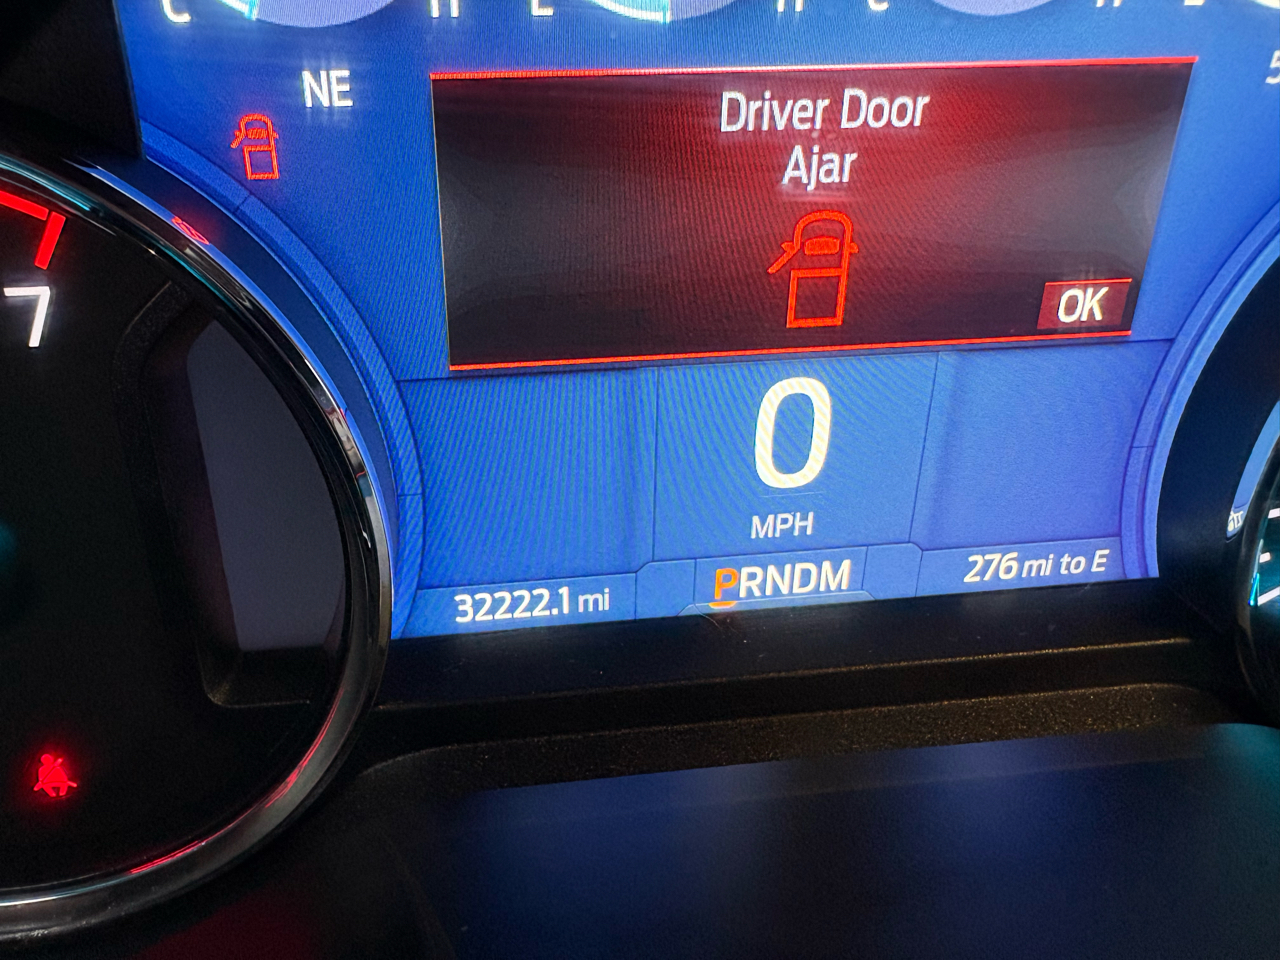 NE
Driver Door
Ajar
OK
7
0
MPH
32222.1 mi
PRNDM
276 mi to E